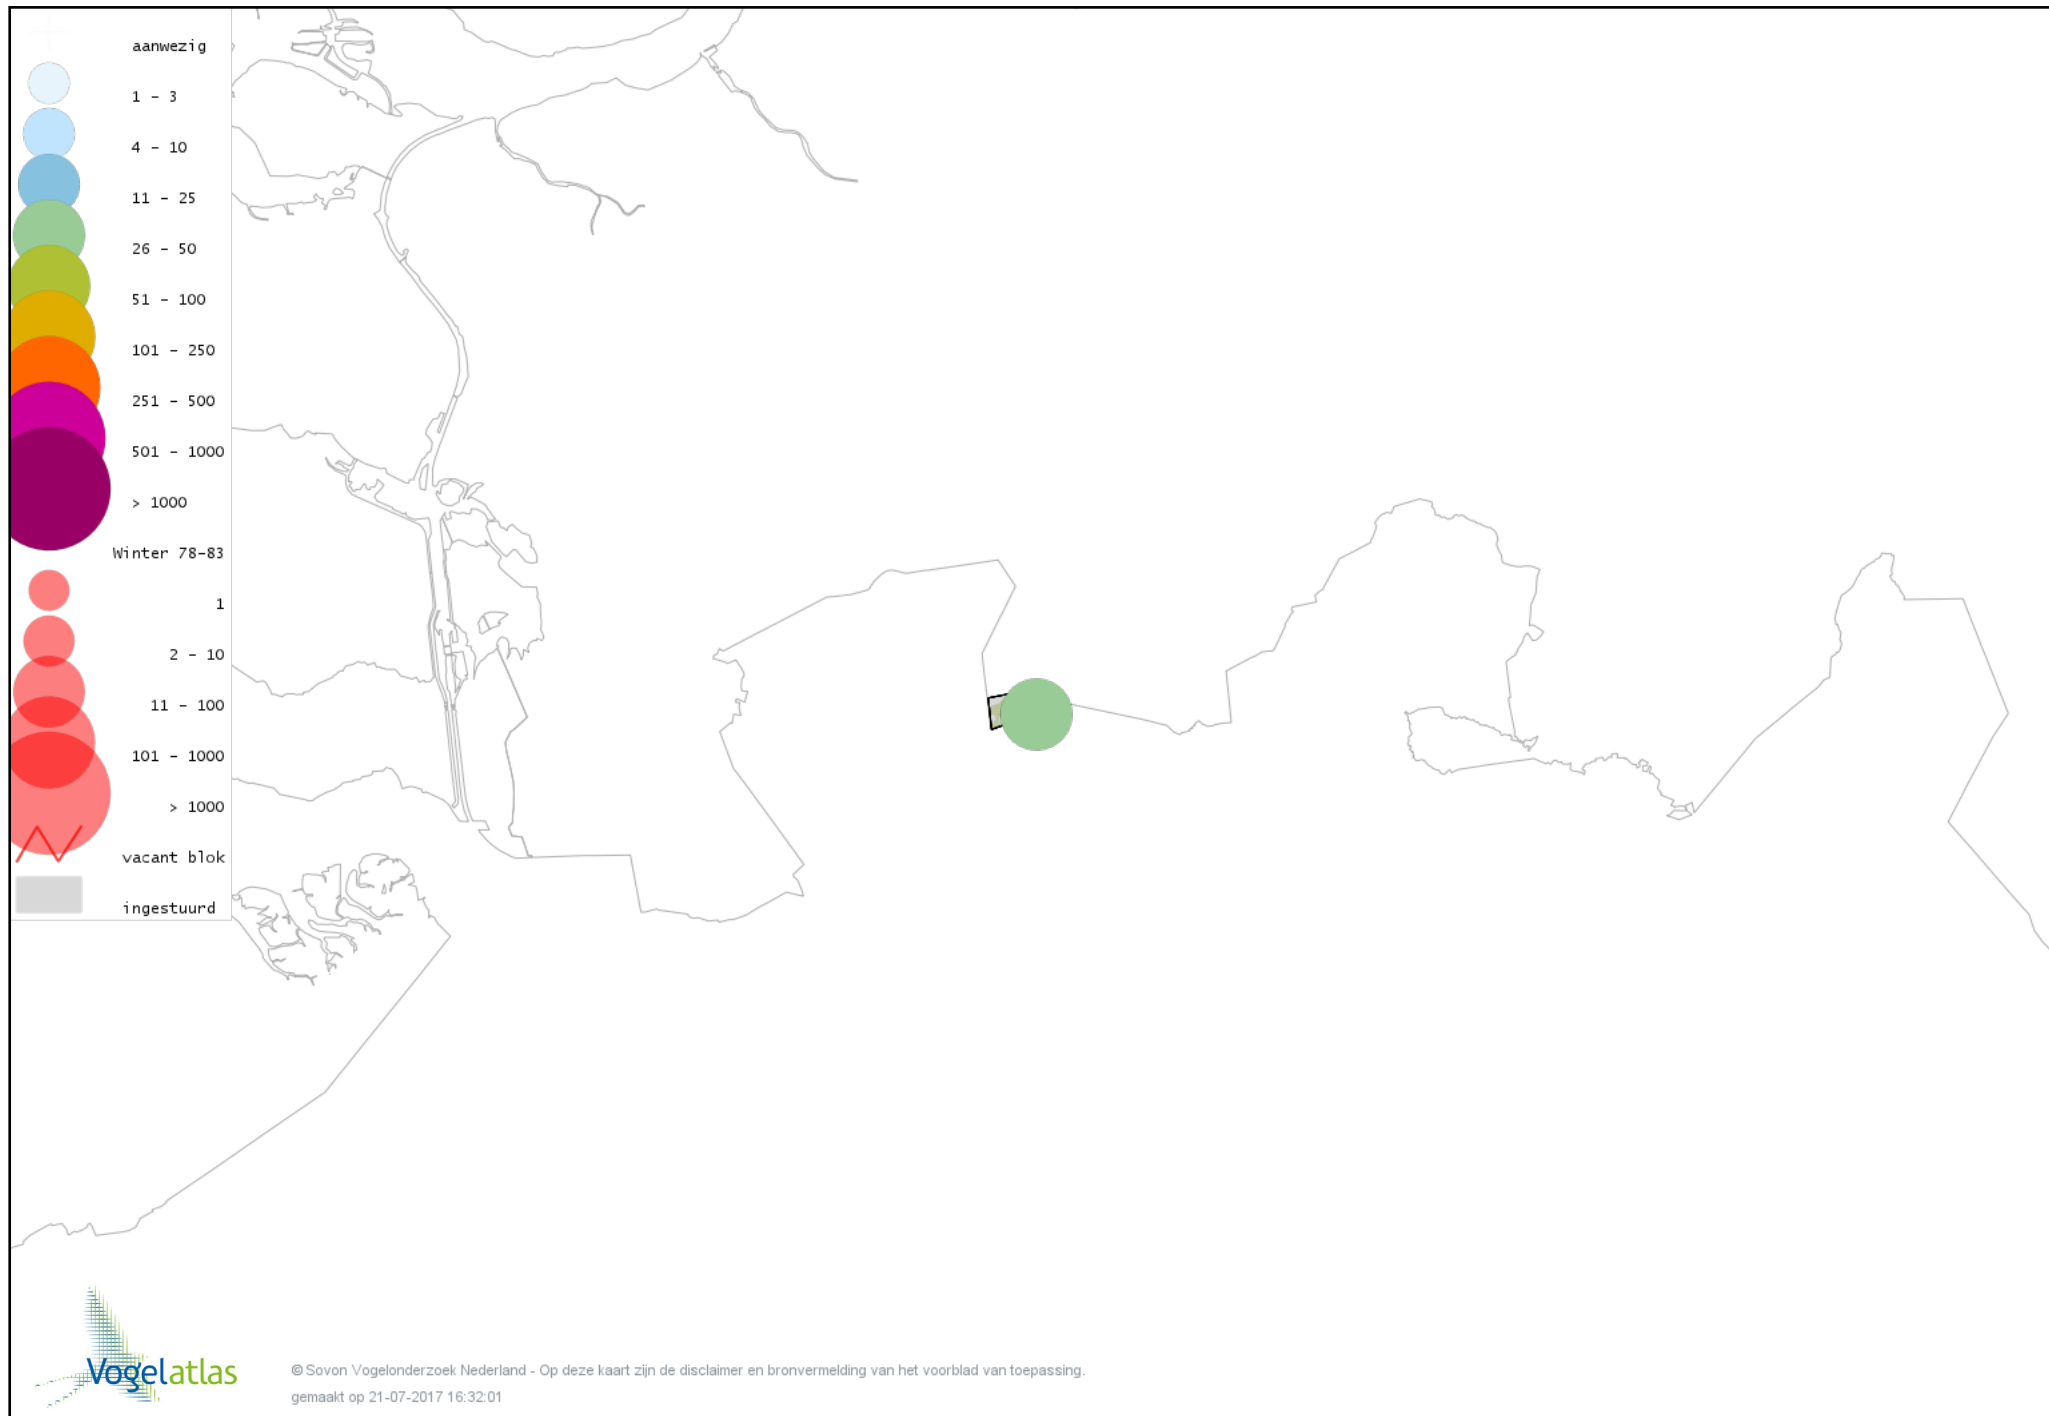 aanwezig
1 - 3
4 - 10
11 - 25
26 - 50
51 - 100
101 - 250
251 - 500
501 - 1000
> 1000
Winter 78-83
1
2 - 10
11 - 100
101 - 1000
> 1000
vacant blok
ingestuurd
Vogelatlas
© Sovon Vogelonderzoek Nederland - Op deze kaart zijn de disclaimer en bronvermelding van het voorblad van toepassing.
gemaakt op 21-07-2017 16:32:01